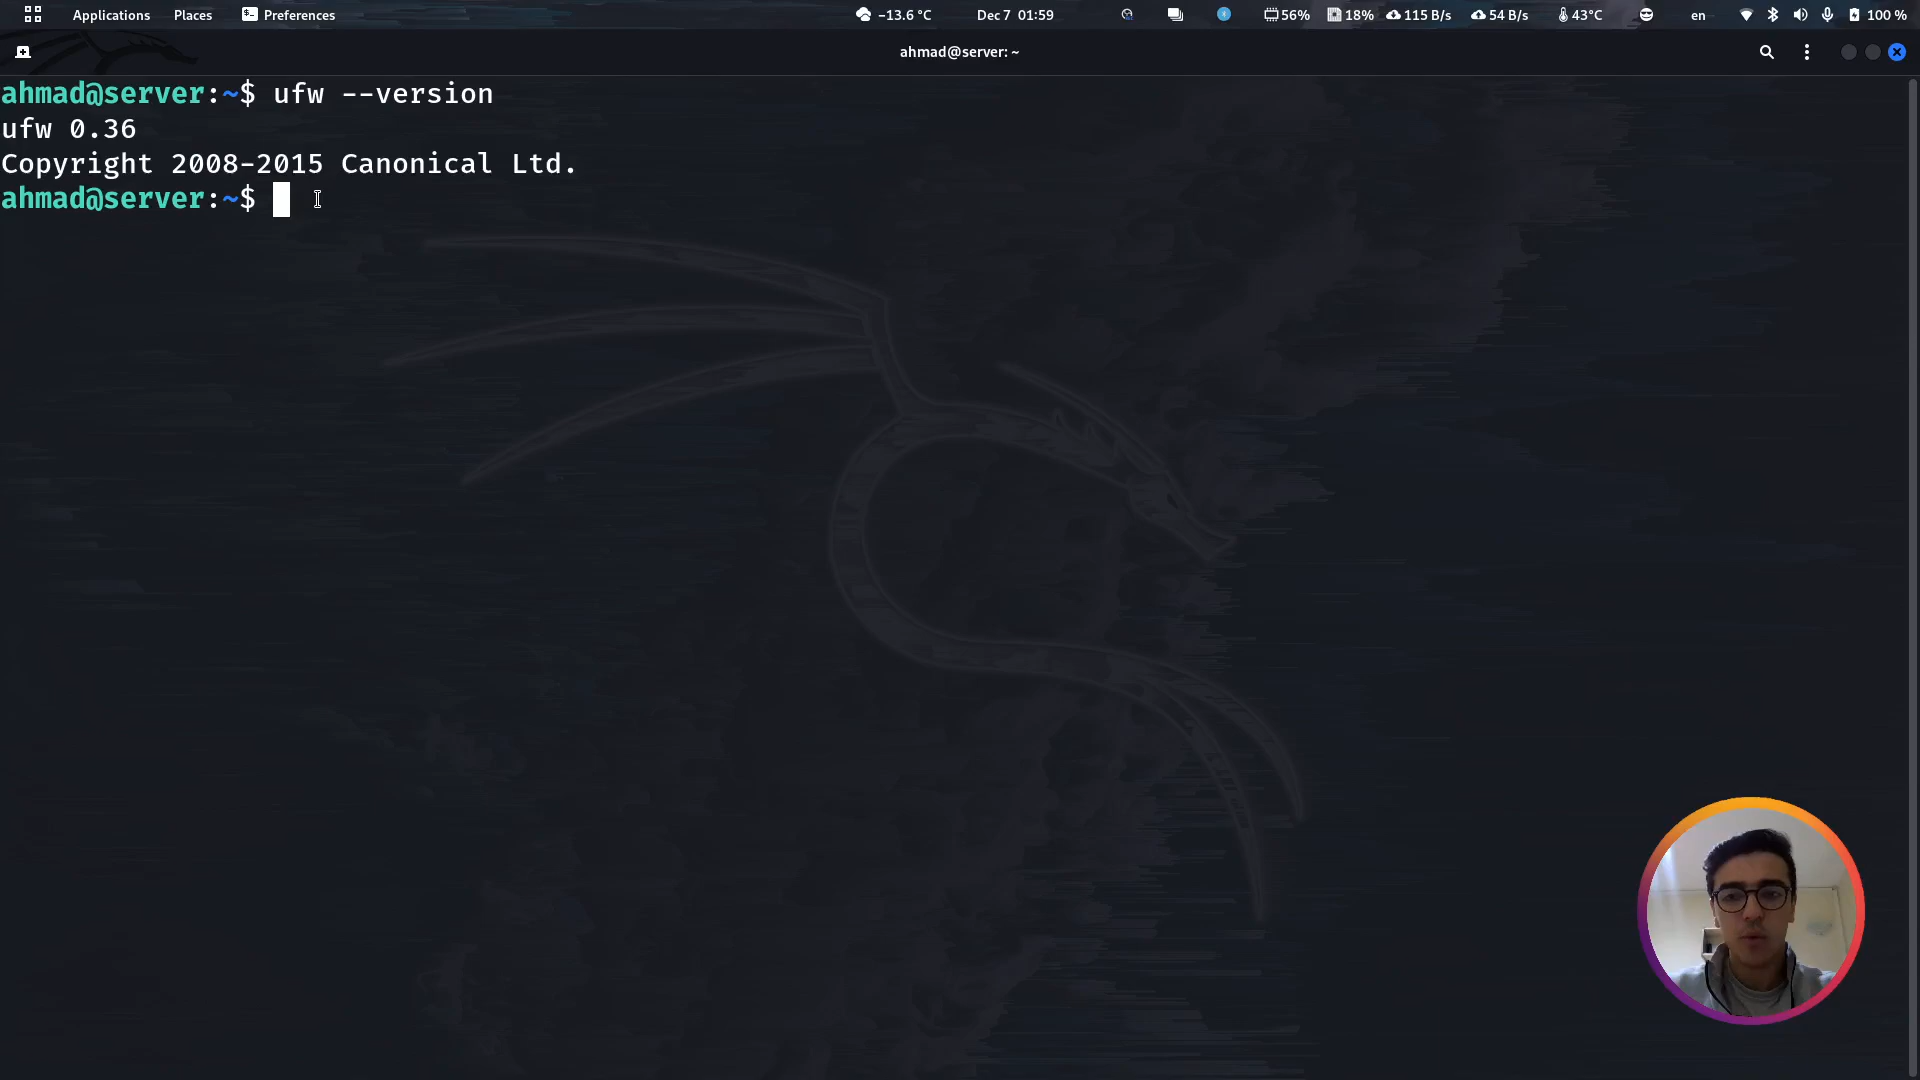 Applications Places Preferences -13.6 °C Dec 7 01:59 56% 18% 115 B/s 54 B/s 43°C en 100 %
ahmad@server: ~
ahmad@server:~$ ufw --version
ufw 0.36
Copyright 2008-2015 Canonical Ltd.
ahmad@server:~$